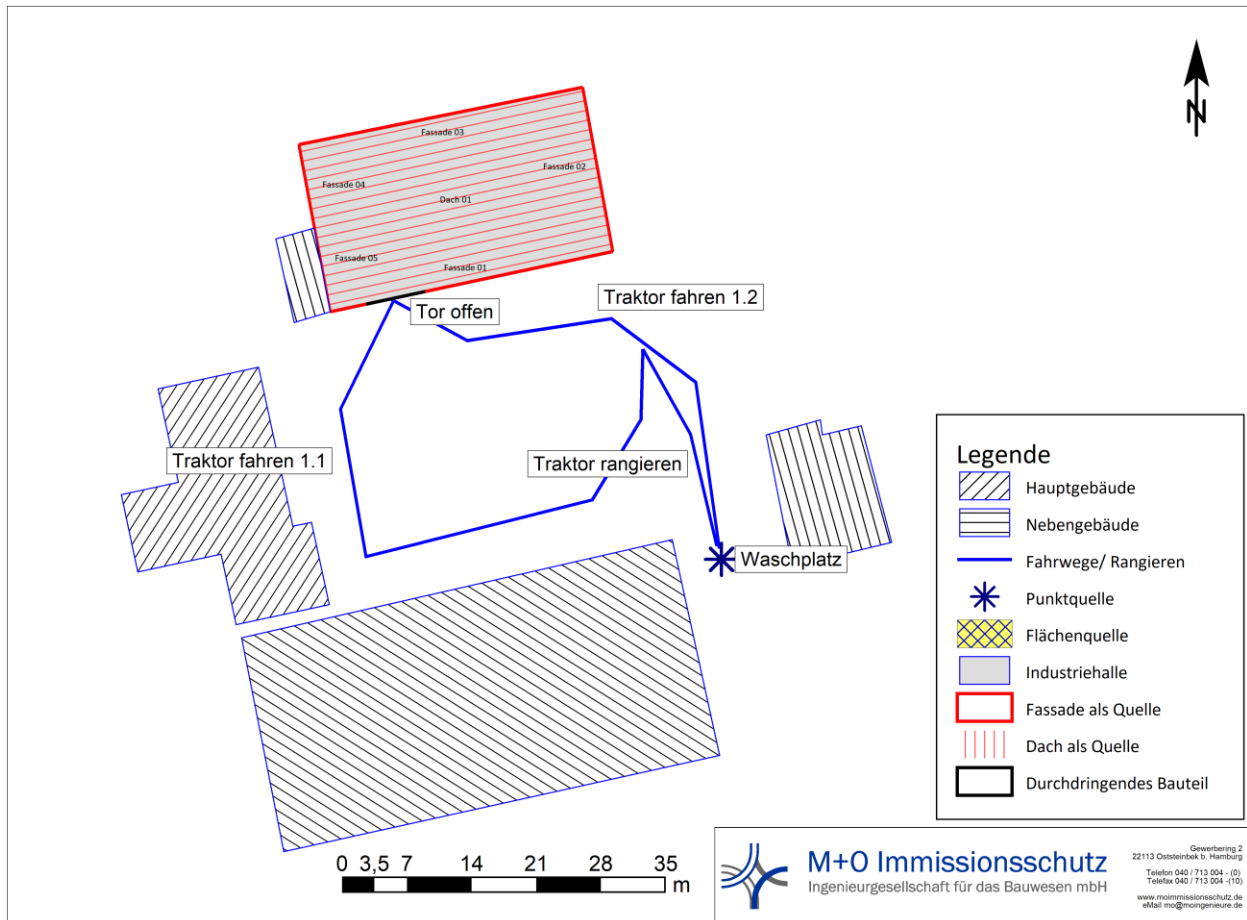 N
Fassade 03
Fassade 02
Fassade 04
Dach 01
Fassade 05
Fassade 01
Tor offen
Traktor fahren 1.2
Traktor fahren 1.1
Traktor rangieren
Waschplatz
Legende
Hauptgebäude
Nebengebäude
Fahrwege/ Rangieren
Punktquelle
Flächenquelle
Industriehalle
Fassade als Quelle
Dach als Quelle
Durchdringendes Bauteil
0 3,5 7 14 21 28 35
m
M+O Immissionsschutz
Ingenieurgesellschaft für das Bauwesen mbH
Gewerbering 2
22113 Oststeinbek b. Hamburg
Telefon 040 / 713 004 - (0)
Telefax 040 / 713 004 -(10)
www.moimmissionsschutz.de
eMail mo@moingenieure.de